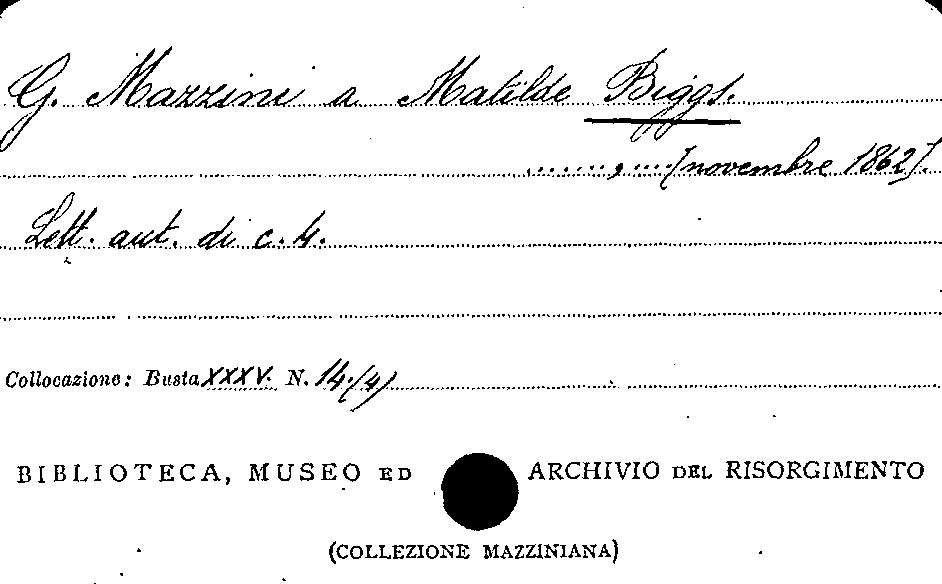 G. Mazzini a Matilde Biggs.
........, .....[novembre 1862].
Lett. aut. di c. 4.
Collocazione: Busta XXXV. N. 14.(4)
BIBLIOTECA, MUSEO ED ARCHIVIO DEL RISORGIMENTO
(COLLEZIONE MAZZINIANA)